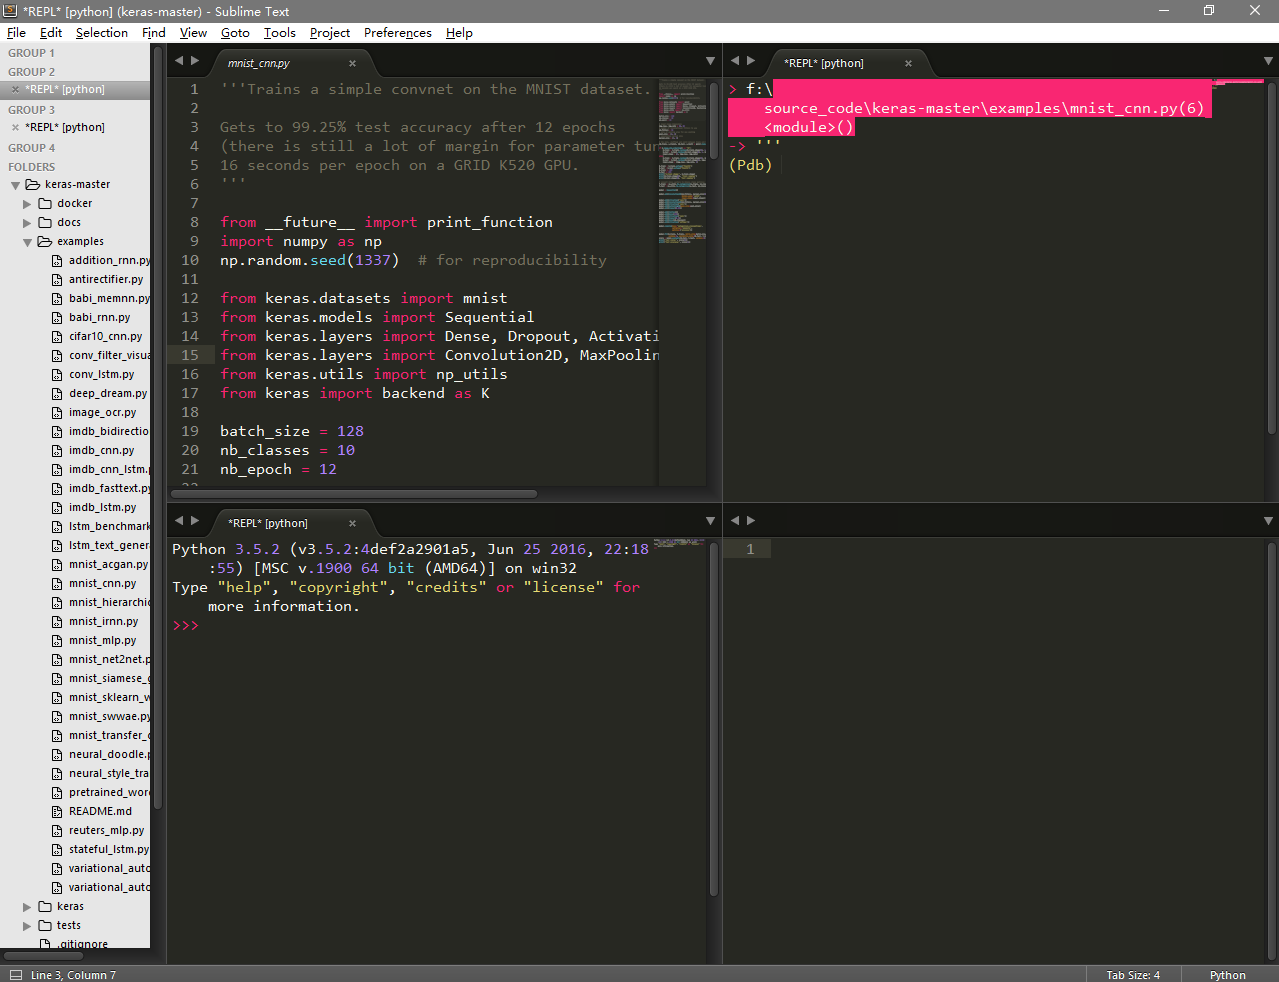 *REPL* [python] (keras-master) - Sublime Text
File Edit Selection Find View Goto Tools Project Preferences Help
GROUP 1
GROUP 2
*REPL* [python]
GROUP 3
*REPL* [python]
GROUP 4
FOLDERS
keras-master
docker
docs
examples
addition_rnn.py
antirectifier.py
babi_memnn.py
babi_rnn.py
cifar10_cnn.py
conv_filter_visua
conv_lstm.py
deep_dream.py
image_ocr.py
imdb_bidirectio
imdb_cnn.py
imdb_cnn_lstm.p
imdb_fasttext.py
imdb_lstm.py
lstm_benchmark
lstm_text_genera
mnist_acgan.py
mnist_cnn.py
mnist_hierarchic
mnist_irnn.py
mnist_mlp.py
mnist_net2net.p
mnist_siamese_g
mnist_sklearn_w
mnist_swwae.py
mnist_transfer_c
neural_doodle.p
neural_style_tra
pretrained_word
README.md
reuters_mlp.py
stateful_lstm.py
variational_auto
variational_auto
keras
tests
.gitignore
mnist_cnn.py
1 '''Trains a simple convnet on the MNIST dataset.
2
3 Gets to 99.25% test accuracy after 12 epochs
4 (there is still a lot of margin for parameter tun
5 16 seconds per epoch on a GRID K520 GPU.
6 '''
7
8 from __future__ import print_function
9 import numpy as np
10 np.random.seed(1337)  # for reproducibility
11
12 from keras.datasets import mnist
13 from keras.models import Sequential
14 from keras.layers import Dense, Dropout, Activati
15 from keras.layers import Convolution2D, MaxPoolin
16 from keras.utils import np_utils
17 from keras import backend as K
18
19 batch_size = 128
20 nb_classes = 10
21 nb_epoch = 12
22
*REPL* [python]
> f:\
source_code\keras-master\examples\mnist_cnn.py(6)
<module>()
-> '''
(Pdb)
*REPL* [python]
Python 3.5.2 (v3.5.2:4def2a2901a5, Jun 25 2016, 22:18
:55) [MSC v.1900 64 bit (AMD64)] on win32
Type "help", "copyright", "credits" or "license" for
more information.
>>>
1
Line 3, Column 7
Tab Size: 4
Python